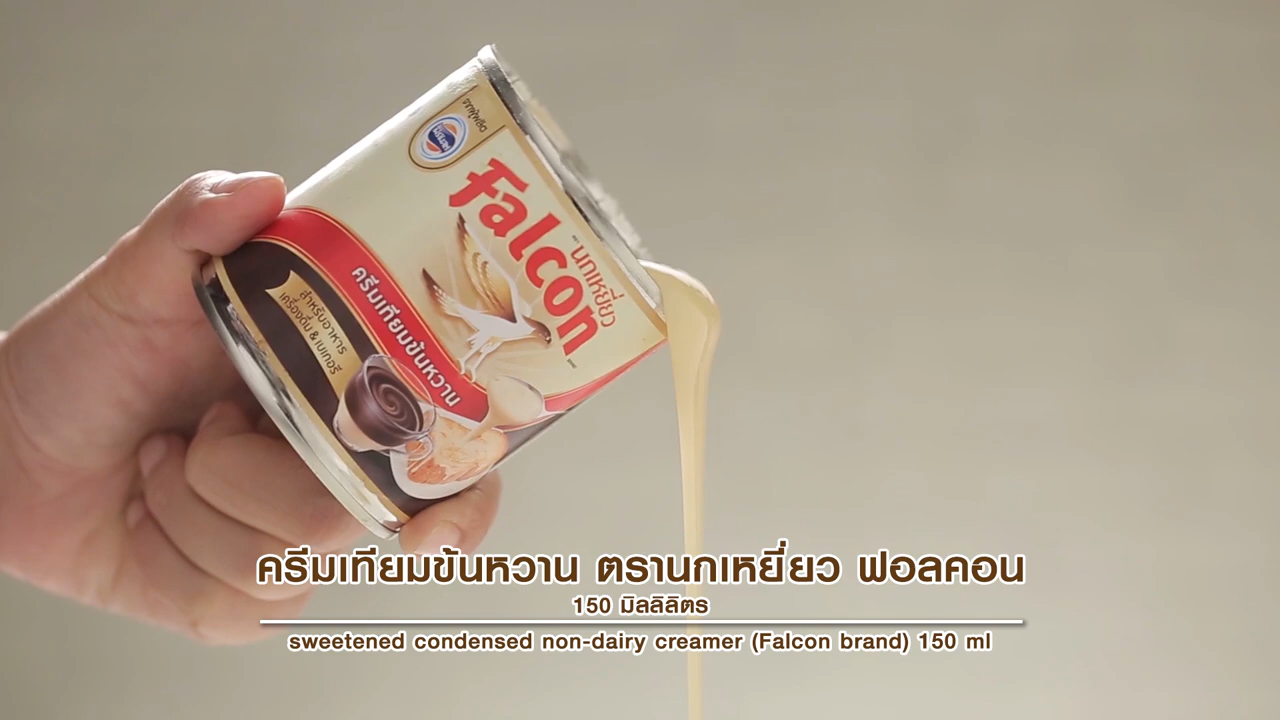 จากผู้ผลิต
Falcon
ตรา นกเหยี่ยว
ครีมเทียมข้นหวาน
สำหรับอาหาร
เครื่องดื่ม & เบเกอรี
ครีมเทียมข้นหวาน ตรานกเหยี่ยว ฟอลคอน
150 มิลลิลิตร
sweetened condensed non-dairy creamer (Falcon brand) 150 ml